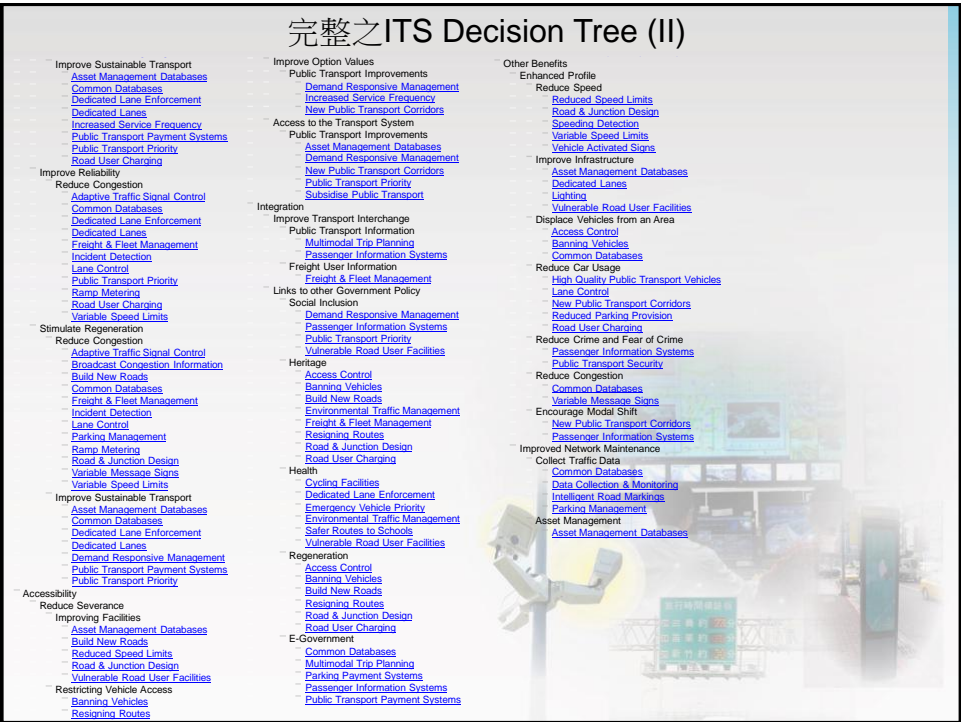 完整之ITS Decision Tree (II)
Improve Sustainable Transport
Asset Management Databases
Common Databases
Dedicated Lane Enforcement
Dedicated Lanes
Increased Service Frequency
Public Transport Payment Systems
Public Transport Priority
Road User Charging
Improve Reliability
Reduce Congestion
Adaptive Traffic Signal Control
Common Databases
Dedicated Lane Enforcement
Dedicated Lanes
Freight & Fleet Management
Incident Detection
Lane Control
Public Transport Priority
Ramp Metering
Road User Charging
Variable Speed Limits
Stimulate Regeneration
Reduce Congestion
Adaptive Traffic Signal Control
Broadcast Congestion Information
Build New Roads
Common Databases
Freight & Fleet Management
Incident Detection
Lane Control
Parking Management
Ramp Metering
Road & Junction Design
Variable Message Signs
Variable Speed Limits
Improve Sustainable Transport
Asset Management Databases
Common Databases
Dedicated Lane Enforcement
Dedicated Lanes
Demand Responsive Management
Public Transport Payment Systems
Public Transport Priority
Accessibility
Reduce Severance
Improving Facilities
Asset Management Databases
Build New Roads
Reduced Speed Limits
Road & Junction Design
Vulnerable Road User Facilities
Restricting Vehicle Access
Banning Vehicles
Resigning Routes
Improve Option Values
Public Transport Improvements
Demand Responsive Management
Increased Service Frequency
New Public Transport Corridors
Access to the Transport System
Public Transport Improvements
Asset Management Databases
Demand Responsive Management
New Public Transport Corridors
Public Transport Priority
Subsidise Public Transport
Integration
Improve Transport Interchange
Public Transport Information
Multimodal Trip Planning
Passenger Information Systems
Freight User Information
Freight & Fleet Management
Links to other Government Policy
Social Inclusion
Demand Responsive Management
Passenger Information Systems
Public Transport Priority
Vulnerable Road User Facilities
Heritage
Access Control
Banning Vehicles
Build New Roads
Environmental Traffic Management
Freight & Fleet Management
Resigning Routes
Road & Junction Design
Road User Charging
Health
Cycling Facilities
Dedicated Lane Enforcement
Emergency Vehicle Priority
Environmental Traffic Management
Safer Routes to Schools
Vulnerable Road User Facilities
Regeneration
Access Control
Banning Vehicles
Build New Roads
Resigning Routes
Road & Junction Design
Road User Charging
E-Government
Common Databases
Multimodal Trip Planning
Parking Payment Systems
Passenger Information Systems
Public Transport Payment Systems
Other Benefits
Enhanced Profile
Reduce Speed
Reduced Speed Limits
Road & Junction Design
Speeding Detection
Variable Speed Limits
Vehicle Activated Signs
Improve Infrastructure
Asset Management Databases
Dedicated Lanes
Lighting
Vulnerable Road User Facilities
Displace Vehicles from an Area
Access Control
Banning Vehicles
Common Databases
Reduce Car Usage
High Quality Public Transport Vehicles
Lane Control
New Public Transport Corridors
Reduced Parking Provision
Road User Charging
Reduce Crime and Fear of Crime
Passenger Information Systems
Public Transport Security
Reduce Congestion
Common Databases
Variable Message Signs
Encourage Modal Shift
New Public Transport Corridors
Passenger Information Systems
Improved Network Maintenance
Collect Traffic Data
Common Databases
Data Collection & Monitoring
Intelligent Road Markings
Parking Management
Asset Management
Asset Management Databases